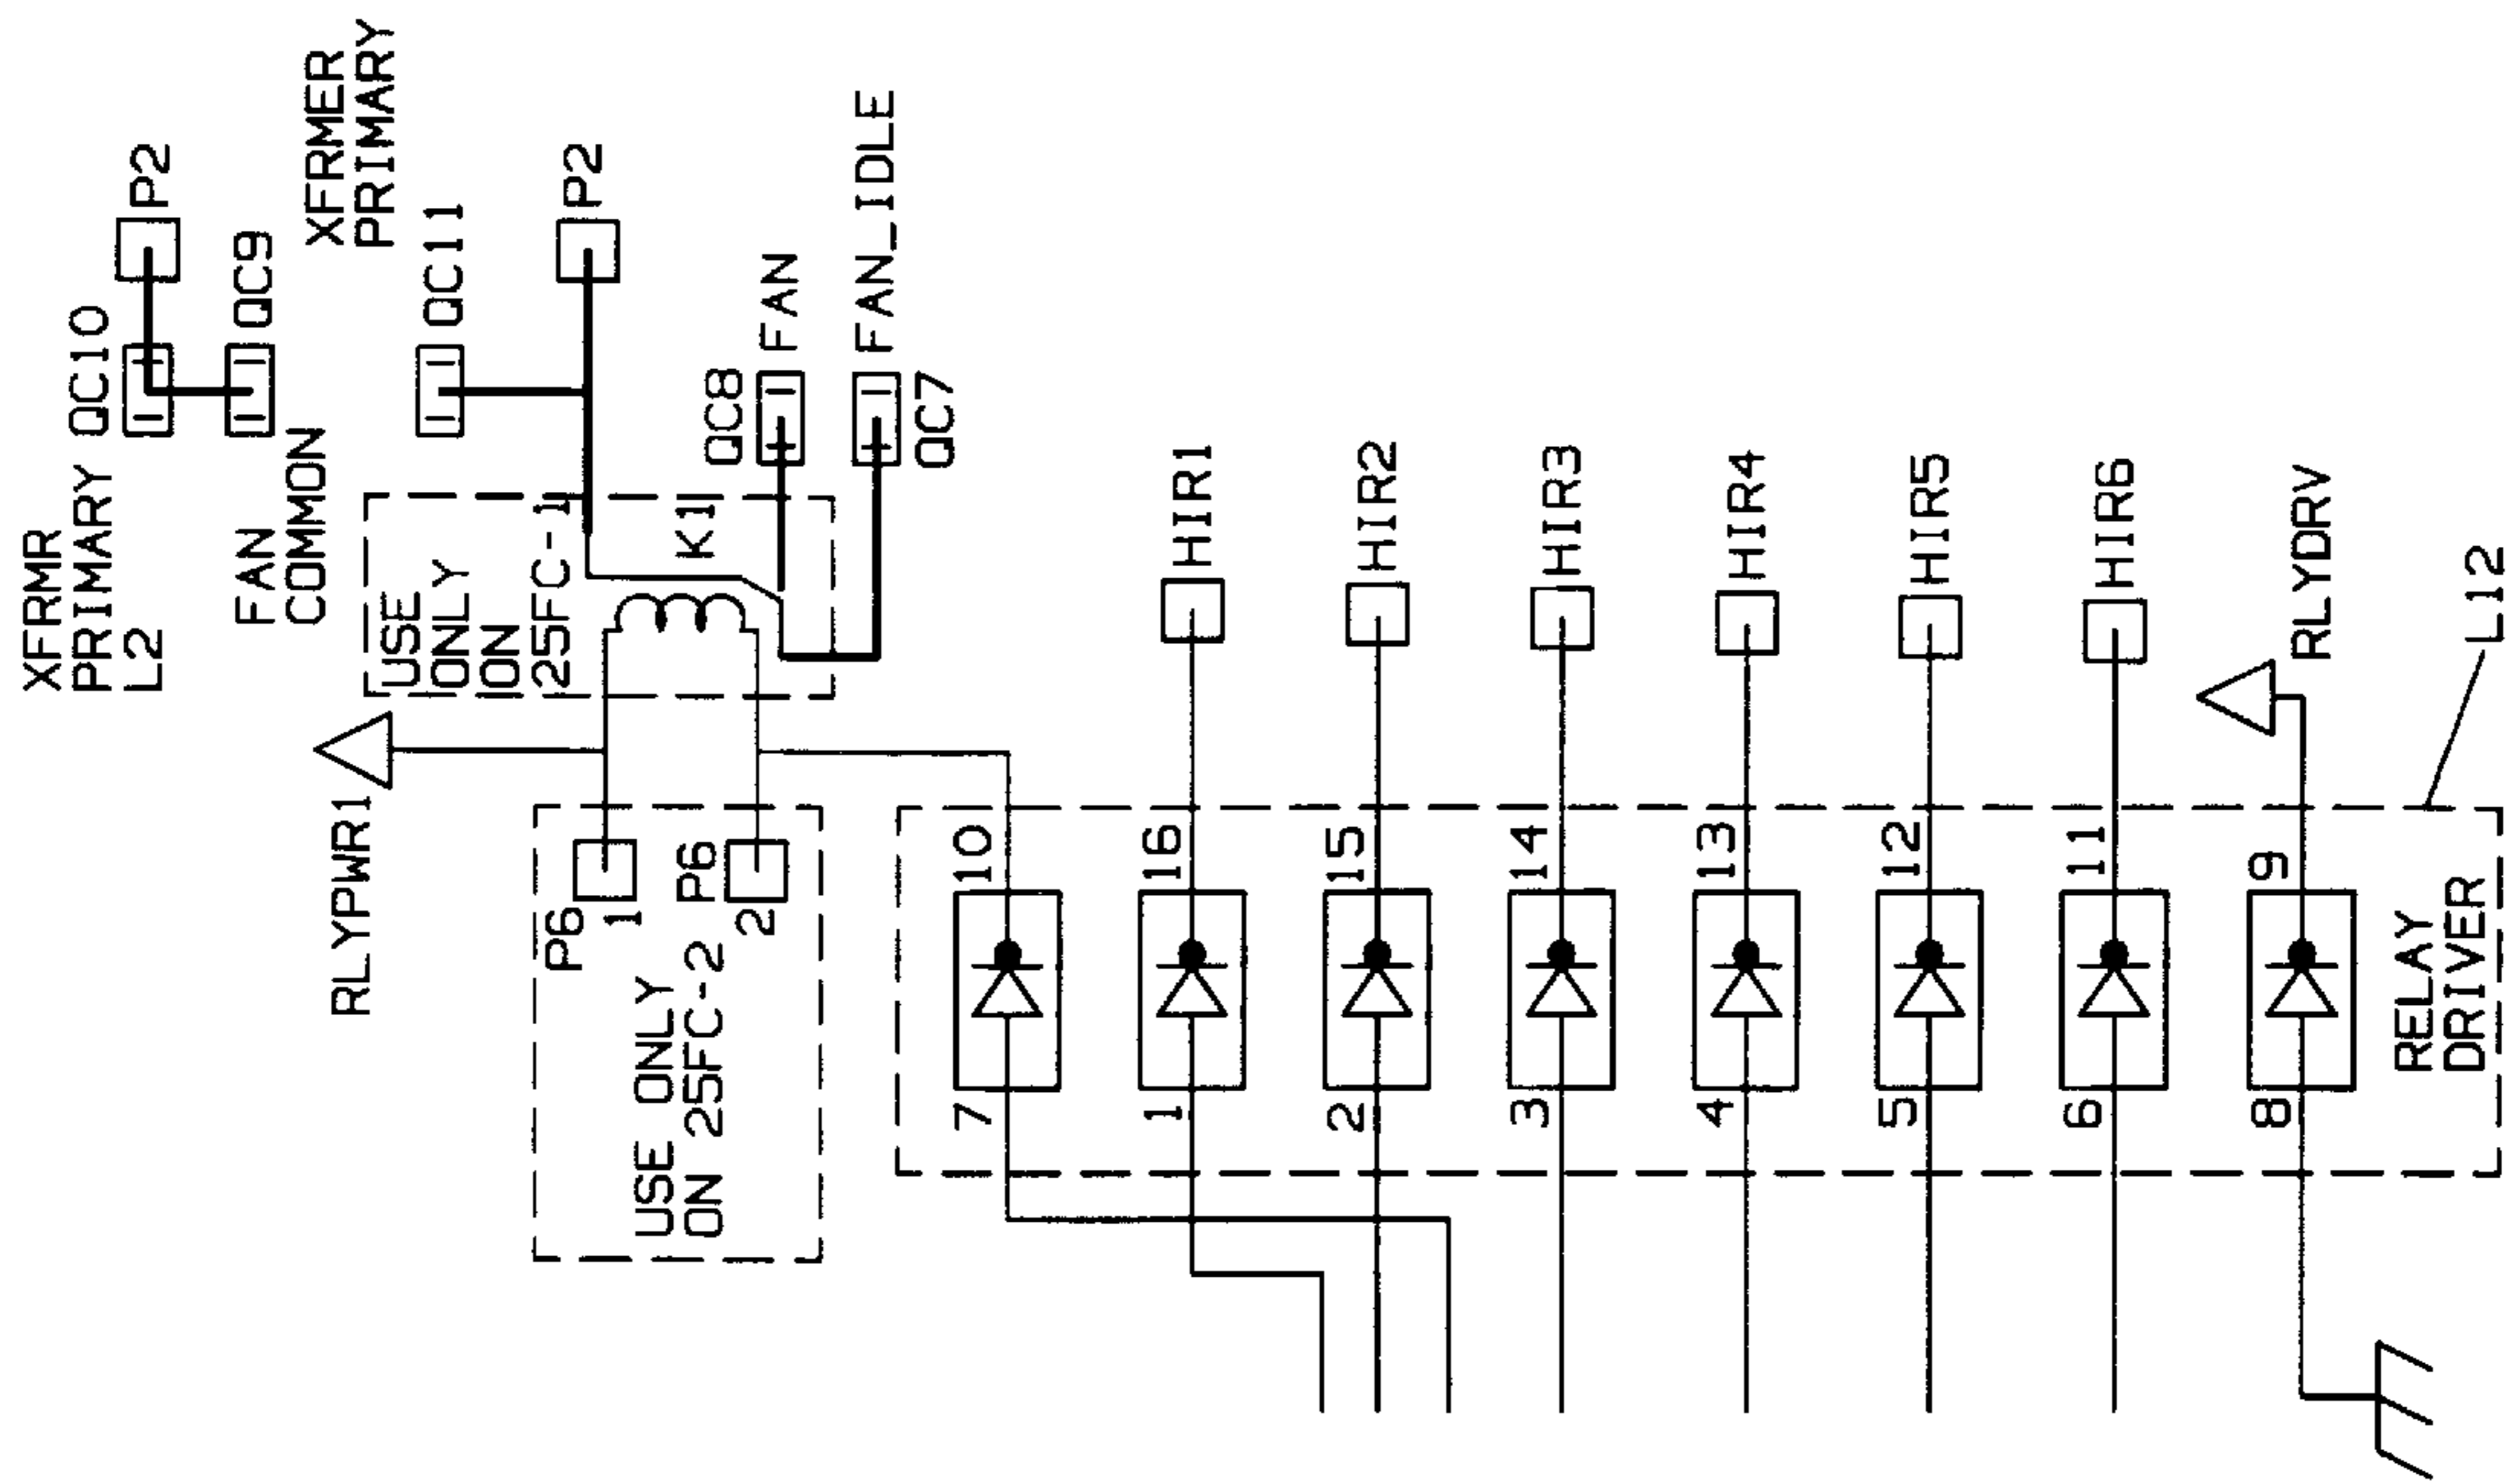 XFRMR
PRIMARY QC10
L2
P2
FAN QC9
COMMON
XFRMER
PRIMARY
QC11
P2
QC8 FAN
FAN_IDLE
QC7
USE
ONLY
ION
25FC-1
K1
RLYPWR1
P6
1
P6
2
USE ONLY
ON 25FC-2
7 10
1 16 HIR1
2 15 HIR2
3 14 HIR3
4 13 HIR4
5 12 HIR5
6 11 HIR6
8 9 RLYDRV
RELAY
DRIVER
L12